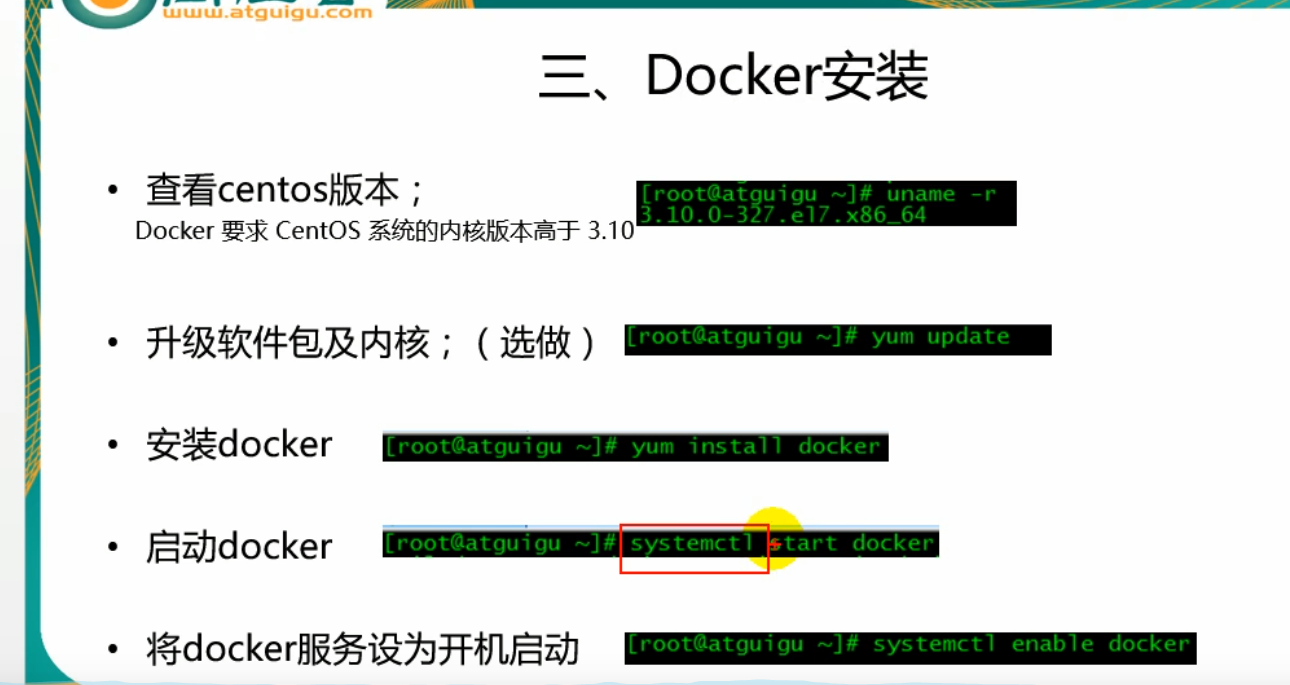 www.atguigu.com
三、Docker安装
• 查看centos版本；
Docker 要求 CentOS 系统的内核版本高于 3.10
[root@atguigu ~]# uname -r
3.10.0-327.el7.x86_64
• 升级软件包及内核；（选做）
[root@atguigu ~]# yum update
• 安装docker
[root@atguigu ~]# yum install docker
• 启动docker
[root@atguigu ~]# systemctl start docker
• 将docker服务设为开机启动
[root@atguigu ~]# systemctl enable docker